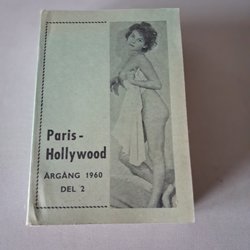 Paris-
Hollywood
ÅRGÅNG 1960
DEL 2